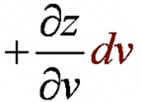 + ∂z/∂v dv